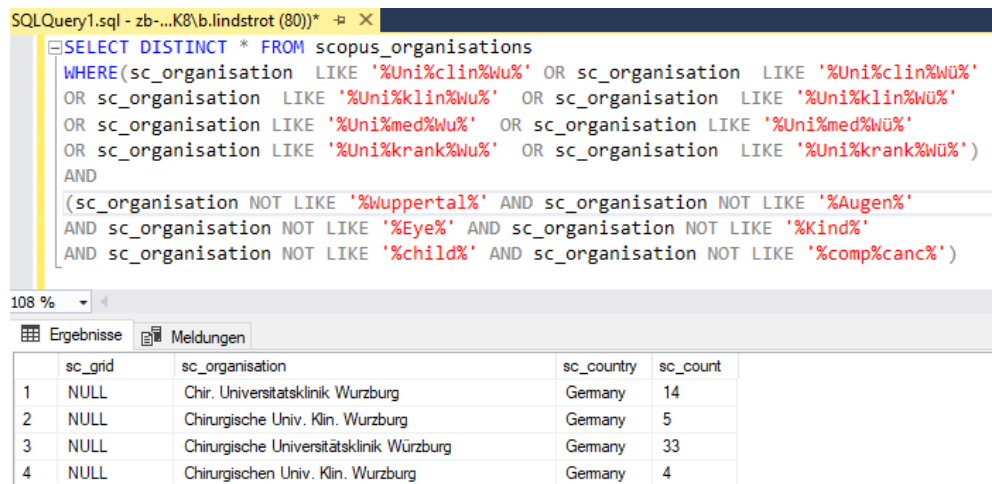 SQLQuery1.sql - zb-...K8\b.lindstrot (80))*
SELECT DISTINCT * FROM scopus_organisations
WHERE(sc_organisation  LIKE '%Uni%clin%Wu%' OR sc_organisation  LIKE '%Uni%clin%Wü%'
OR sc_organisation  LIKE '%Uni%klin%Wu%'  OR sc_organisation  LIKE '%Uni%klin%Wü%'
OR sc_organisation LIKE '%Uni%med%Wu%'  OR sc_organisation LIKE '%Uni%med%Wü%'
OR sc_organisation LIKE '%Uni%krank%Wu%'  OR sc_organisation  LIKE '%Uni%krank%Wü%')
AND
(sc_organisation NOT LIKE '%Wuppertal%' AND sc_organisation NOT LIKE '%Augen%'
AND sc_organisation NOT LIKE '%Eye%' AND sc_organisation NOT LIKE '%Kind%'
AND sc_organisation NOT LIKE '%child%' AND sc_organisation NOT LIKE '%comp%canc%')
108 %
Ergebnisse Meldungen
sc_grid sc_organisation sc_country sc_count
1 NULL Chir. Universitatsklinik Wurzburg Germany 14
2 NULL Chirurgische Univ. Klin. Wurzburg Germany 5
3 NULL Chirurgische Universitätsklinik Würzburg Germany 33
4 NULL Chirurgischen Univ. Klin. Wurzburg Germany 4